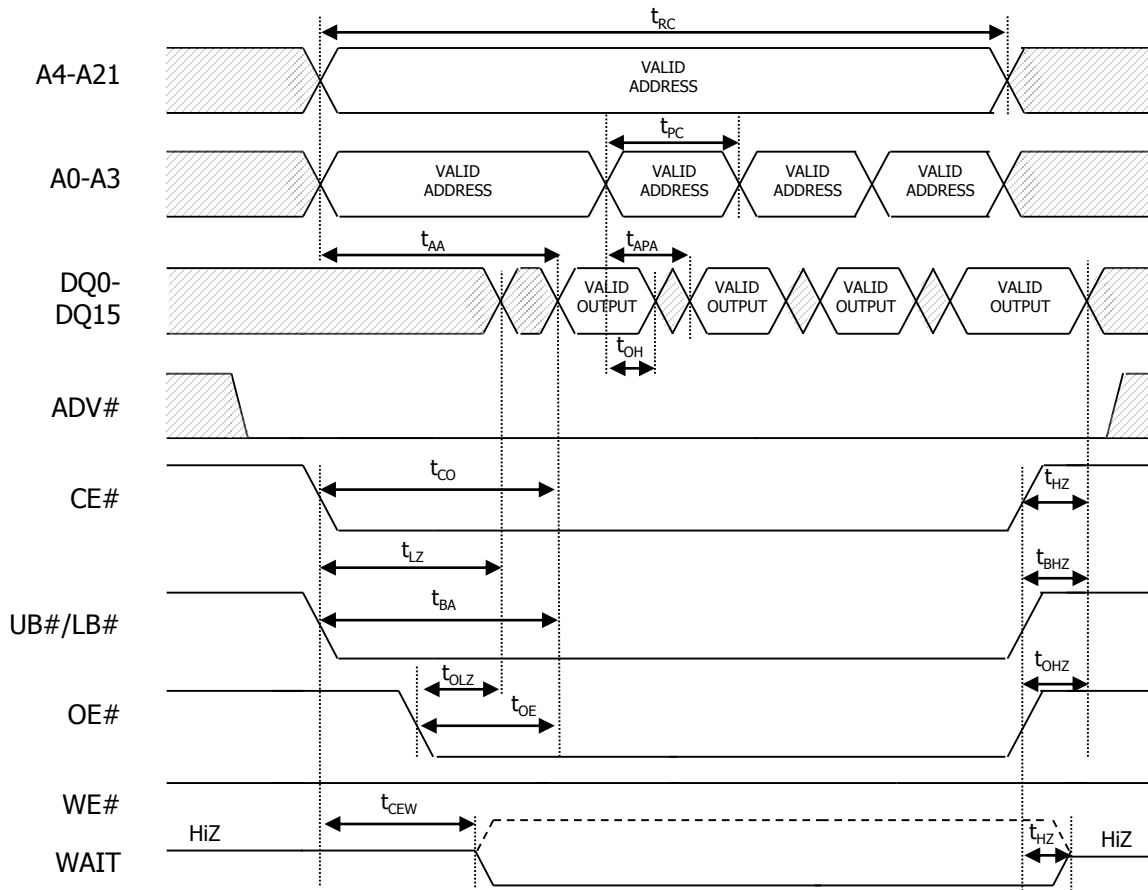 tRC
A4-A21
VALID
ADDRESS
tPC
A0-A3
VALID
ADDRESS
VALID
ADDRESS
VALID
ADDRESS
VALID
ADDRESS
tAA
tAPA
DQ0-
DQ15
VALID
OUTPUT
VALID
OUTPUT
VALID
OUTPUT
VALID
OUTPUT
tOH
ADV#
tCO
tHZ
CE#
tLZ
tBHZ
tBA
UB#/LB#
tOLZ
tOHZ
tOE
OE#
WE#
tCEW
HiZ
tHZ
HiZ
WAIT